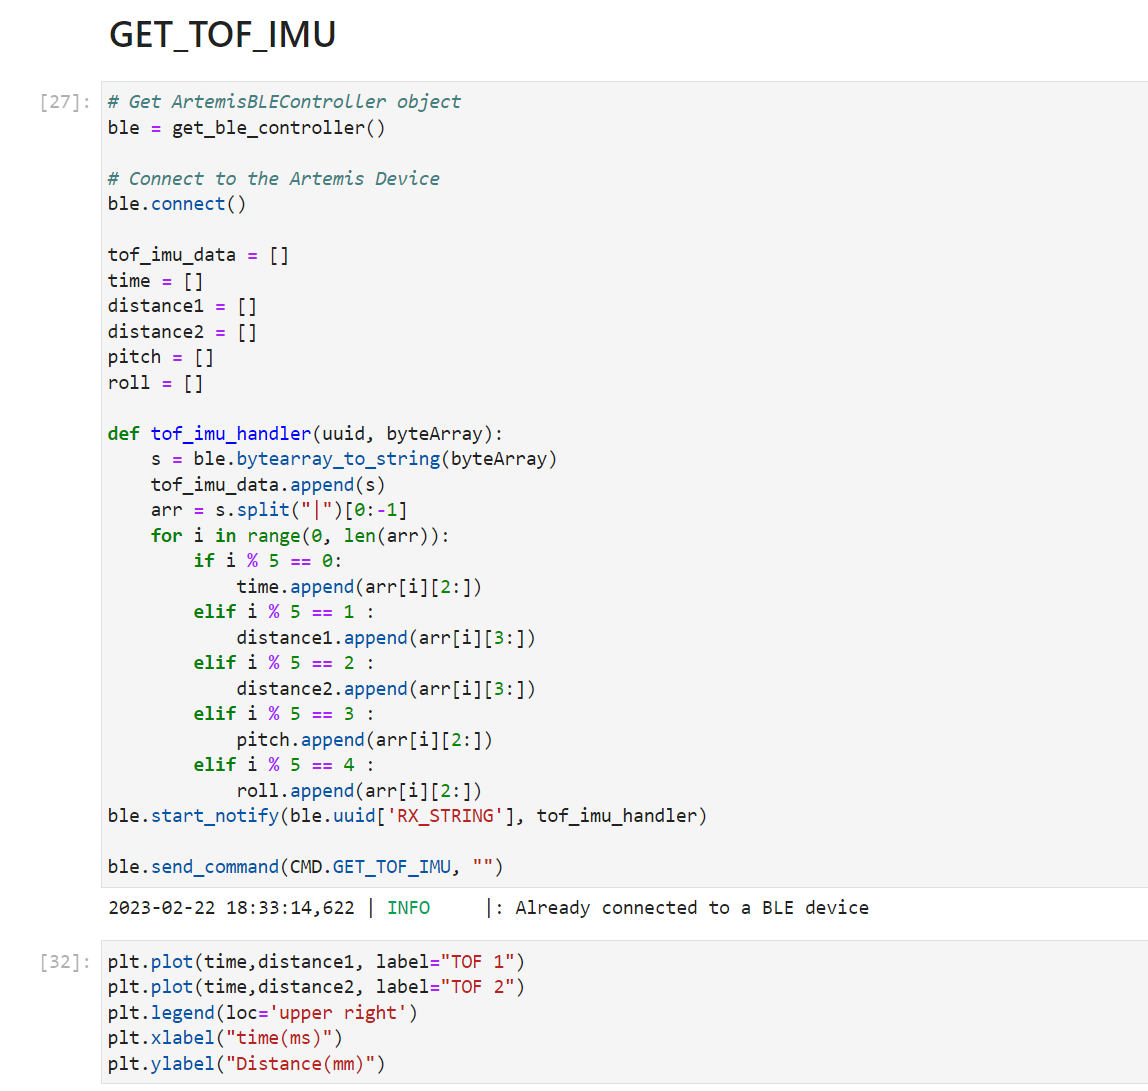 GET_TOF_IMU
[27]:
# Get ArtemisBLEController object
ble = get_ble_controller()

# Connect to the Artemis Device
ble.connect()

tof_imu_data = []
time = []
distance1 = []
distance2 = []
pitch = []
roll = []

def tof_imu_handler(uuid, byteArray):
    s = ble.bytearray_to_string(byteArray)
    tof_imu_data.append(s)
    arr = s.split("|")[0:-1]
    for i in range(0, len(arr)):
        if i % 5 == 0:
            time.append(arr[i][2:])
        elif i % 5 == 1 :
            distance1.append(arr[i][3:])
        elif i % 5 == 2 :
            distance2.append(arr[i][3:])
        elif i % 5 == 3 :
            pitch.append(arr[i][2:])
        elif i % 5 == 4 :
            roll.append(arr[i][2:])
ble.start_notify(ble.uuid['RX_STRING'], tof_imu_handler)

ble.send_command(CMD.GET_TOF_IMU, "")
2023-02-22 18:33:14,622 | INFO     |: Already connected to a BLE device
[32]:
plt.plot(time,distance1, label="TOF 1")
plt.plot(time,distance2, label="TOF 2")
plt.legend(loc='upper right')
plt.xlabel("time(ms)")
plt.ylabel("Distance(mm)")